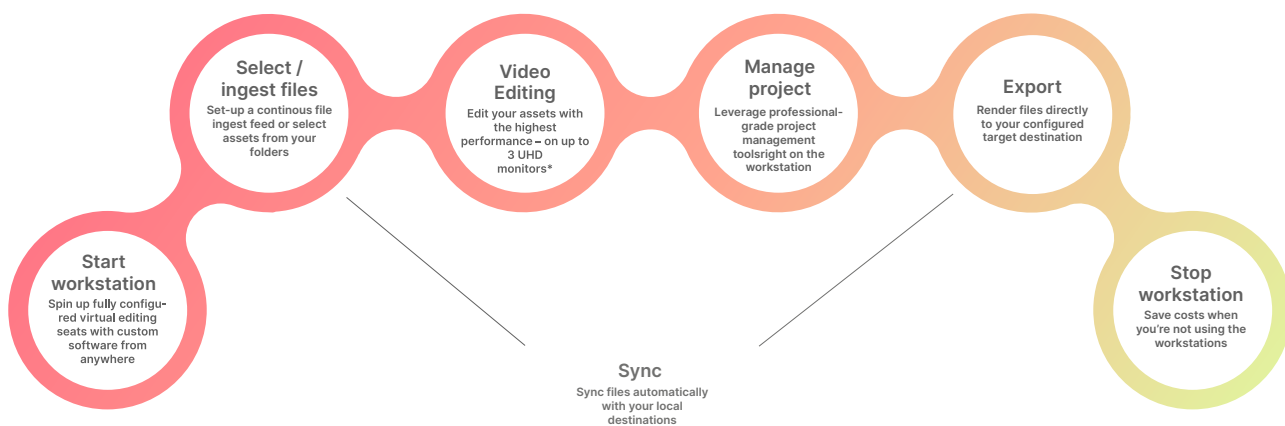 Start
workstation
Spin up fully configu-
red virtual editing
seats with custom
software from
anywhere
Select /
ingest files
Set-up a continous file
ingest feed or select
assets from your
folders
Video
Editing
Edit your assets with
the highest
performance – on up to
3 UHD
monitors*
Manage
project
Leverage professional-
grade project
management
toolsright on the
workstation
Export
Render files directly
to your configured
target destination
Stop
workstation
Save costs when
you’re not using the
workstations
Sync
Sync files automatically
with your local
destinations